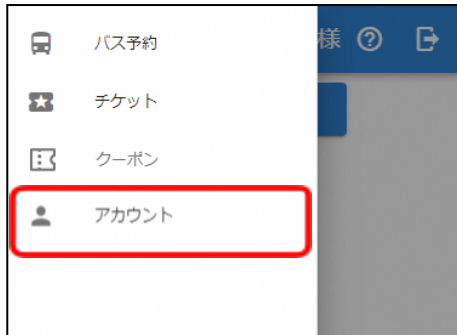 バス予約
様
チケット
クーポン
アカウント